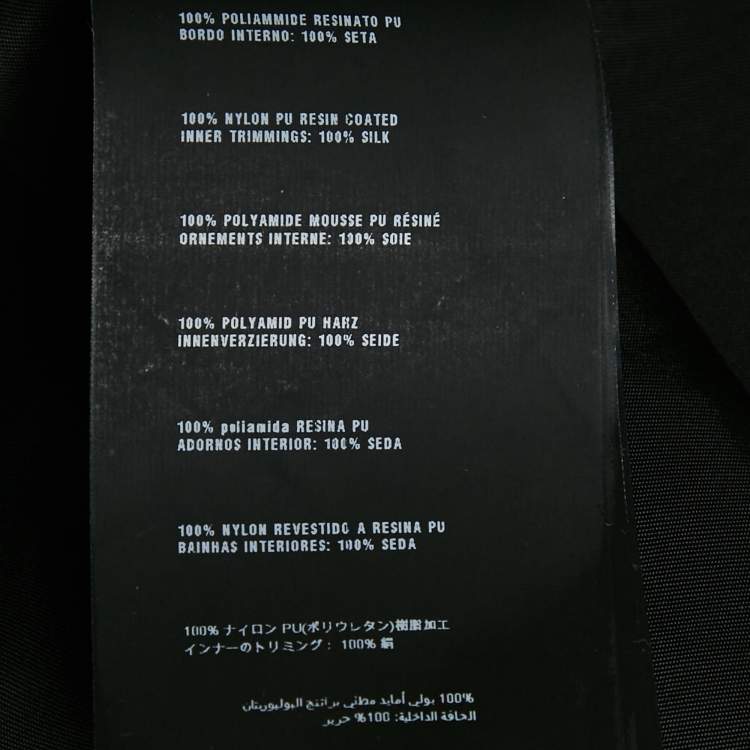 100% POLIAMMIDE RESINATO PU
BORDO INTERNO: 100% SETA
100% NYLON PU RESIN COATED
INNER TRIMMINGS: 100% SILK
100% POLYAMIDE MOUSSE PU RÉSINÉ
ORNEMENTS INTERNE: 100% SOIE
100% POLYAMID PU HARZ
INNENVERZIERUNG: 100% SEIDE
100% poliamida RESINA PU
ADORNOS INTERIOR: 100% SEDA
100% NYLON REVESTIDO A RESINA PU
BAINHAS INTERIORES: 100% SEDA
100% ナイロン PU(ポリウレタン)樹脂加工
インナーのトリミング： 100% 絹
100% بولي أمايد مطني براتنج البوليوريتان
الحافة الداخلية: 100% حرير